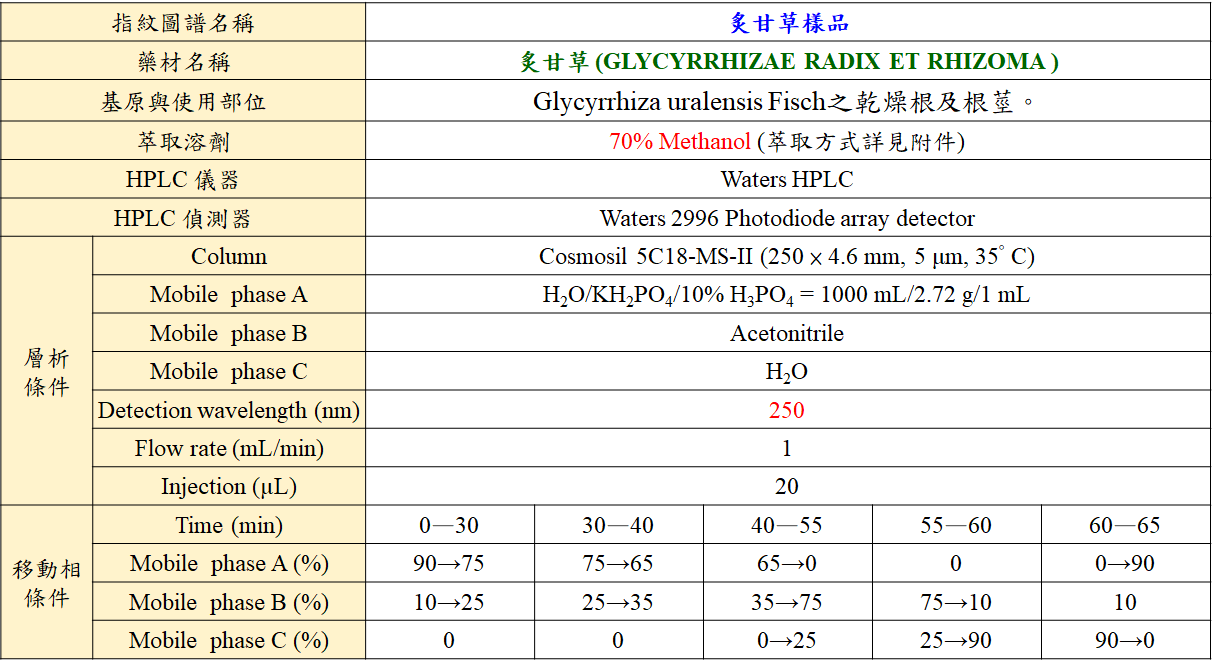 指紋圖譜名稱 炙甘草樣品
藥材名稱 炙甘草 (GLYCYRRHIZAE RADIX ET RHIZOMA )
基原與使用部位 Glycyrrhiza uralensis Fisch之乾燥根及根莖。
萃取溶劑 70% Methanol (萃取方式詳見附件)
HPLC 儀器 Waters HPLC
HPLC 偵測器 Waters 2996 Photodiode array detector
層析條件
Column Cosmosil 5C18-MS-II (250 × 4.6 mm, 5 μm, 35° C)
Mobile phase A H₂O/KH₂PO₄/10% H₃PO₄ = 1000 mL/2.72 g/1 mL
Mobile phase B Acetonitrile
Mobile phase C H₂O
Detection wavelength (nm) 250
Flow rate (mL/min) 1
Injection (μL) 20
移動相條件
Time (min) 0—30 30—40 40—55 55—60 60—65
Mobile phase A (%) 90→75 75→65 65→0 0 0→90
Mobile phase B (%) 10→25 25→35 35→75 75→10 10
Mobile phase C (%) 0 0 0→25 25→90 90→0